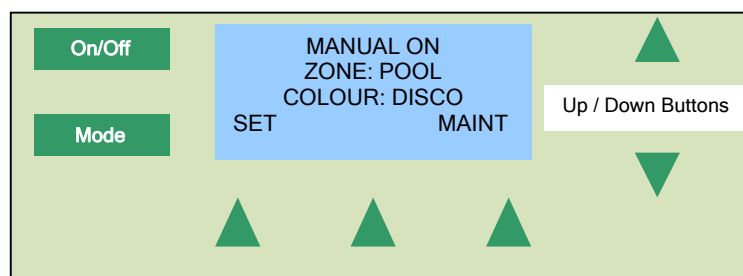 On/Off
MANUAL ON
ZONE: POOL
COLOUR: DISCO
SET MAINT
Mode
Up / Down Buttons